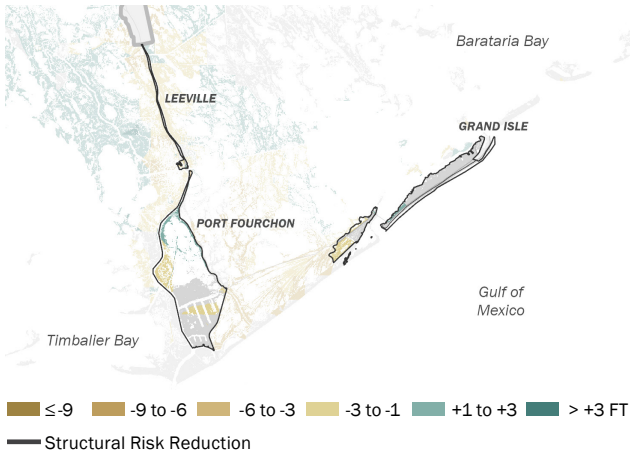 Barataria Bay
LEEVILLE
GRAND ISLE
PORT FOURCHON
Gulf of
Mexico
Timbalier Bay
≤ -9 -9 to -6 -6 to -3 -3 to -1 +1 to +3 > +3 FT
Structural Risk Reduction